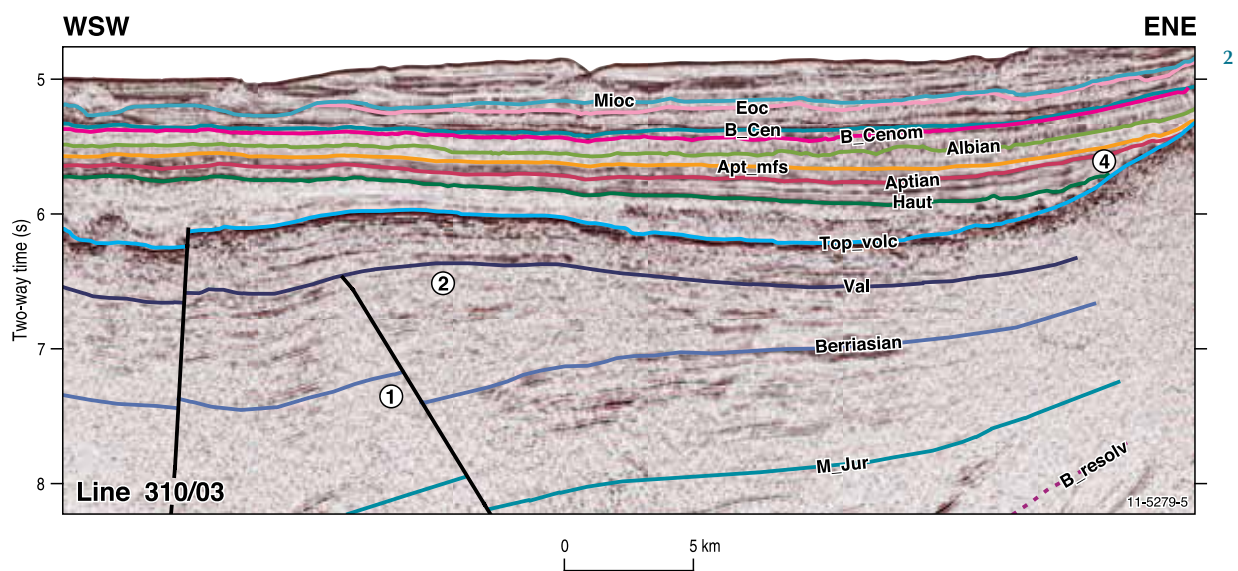 WSW
ENE
2
5
Mioc
Eoc
B_Cen
B_Cenom
Albian
Apt_mfs
4
Aptian
Haut
6
Top_volc
Two-way time (s)
2
Val
7
Berriasian
1
M_Jur
B_resolv
8
Line 310/03
11-5279-5
0
5 km